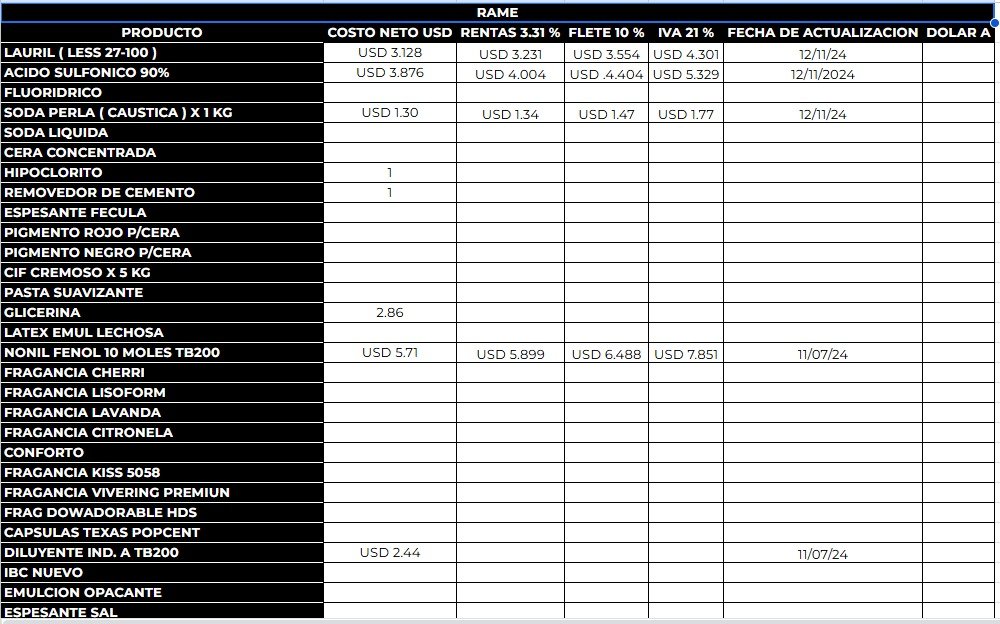 RAME
PRODUCTO COSTO NETO USD RENTAS 3.31 % FLETE 10 % IVA 21 % FECHA DE ACTUALIZACION DOLAR A
LAURIL ( LESS 27-100 ) USD 3.128 USD 3.231 USD 3.554 USD 4.301 12/11/24
ACIDO SULFONICO 90% USD 3.876 USD 4.004 USD .4.404 USD 5.329 12/11/2024
FLUORIDRICO
SODA PERLA ( CAUSTICA ) X 1 KG USD 1.30 USD 1.34 USD 1.47 USD 1.77 12/11/24
SODA LIQUIDA
CERA CONCENTRADA
HIPOCLORITO 1
REMOVEDOR DE CEMENTO 1
ESPESANTE FECULA
PIGMENTO ROJO P/CERA
PIGMENTO NEGRO P/CERA
CIF CREMOSO X 5 KG
PASTA SUAVIZANTE
GLICERINA 2.86
LATEX EMUL LECHOSA
NONIL FENOL 10 MOLES TB200 USD 5.71 USD 5.899 USD 6.488 USD 7.851 11/07/24
FRAGANCIA CHERRI
FRAGANCIA LISOFORM
FRAGANCIA LAVANDA
FRAGANCIA CITRONELA
CONFORTO
FRAGANCIA KISS 5058
FRAGANCIA VIVERING PREMIUN
FRAG DOWADORABLE HDS
CAPSULAS TEXAS POPCENT
DILUYENTE IND. A TB200 USD 2.44 11/07/24
IBC NUEVO
EMULCION OPACANTE
ESPESANTE SAL